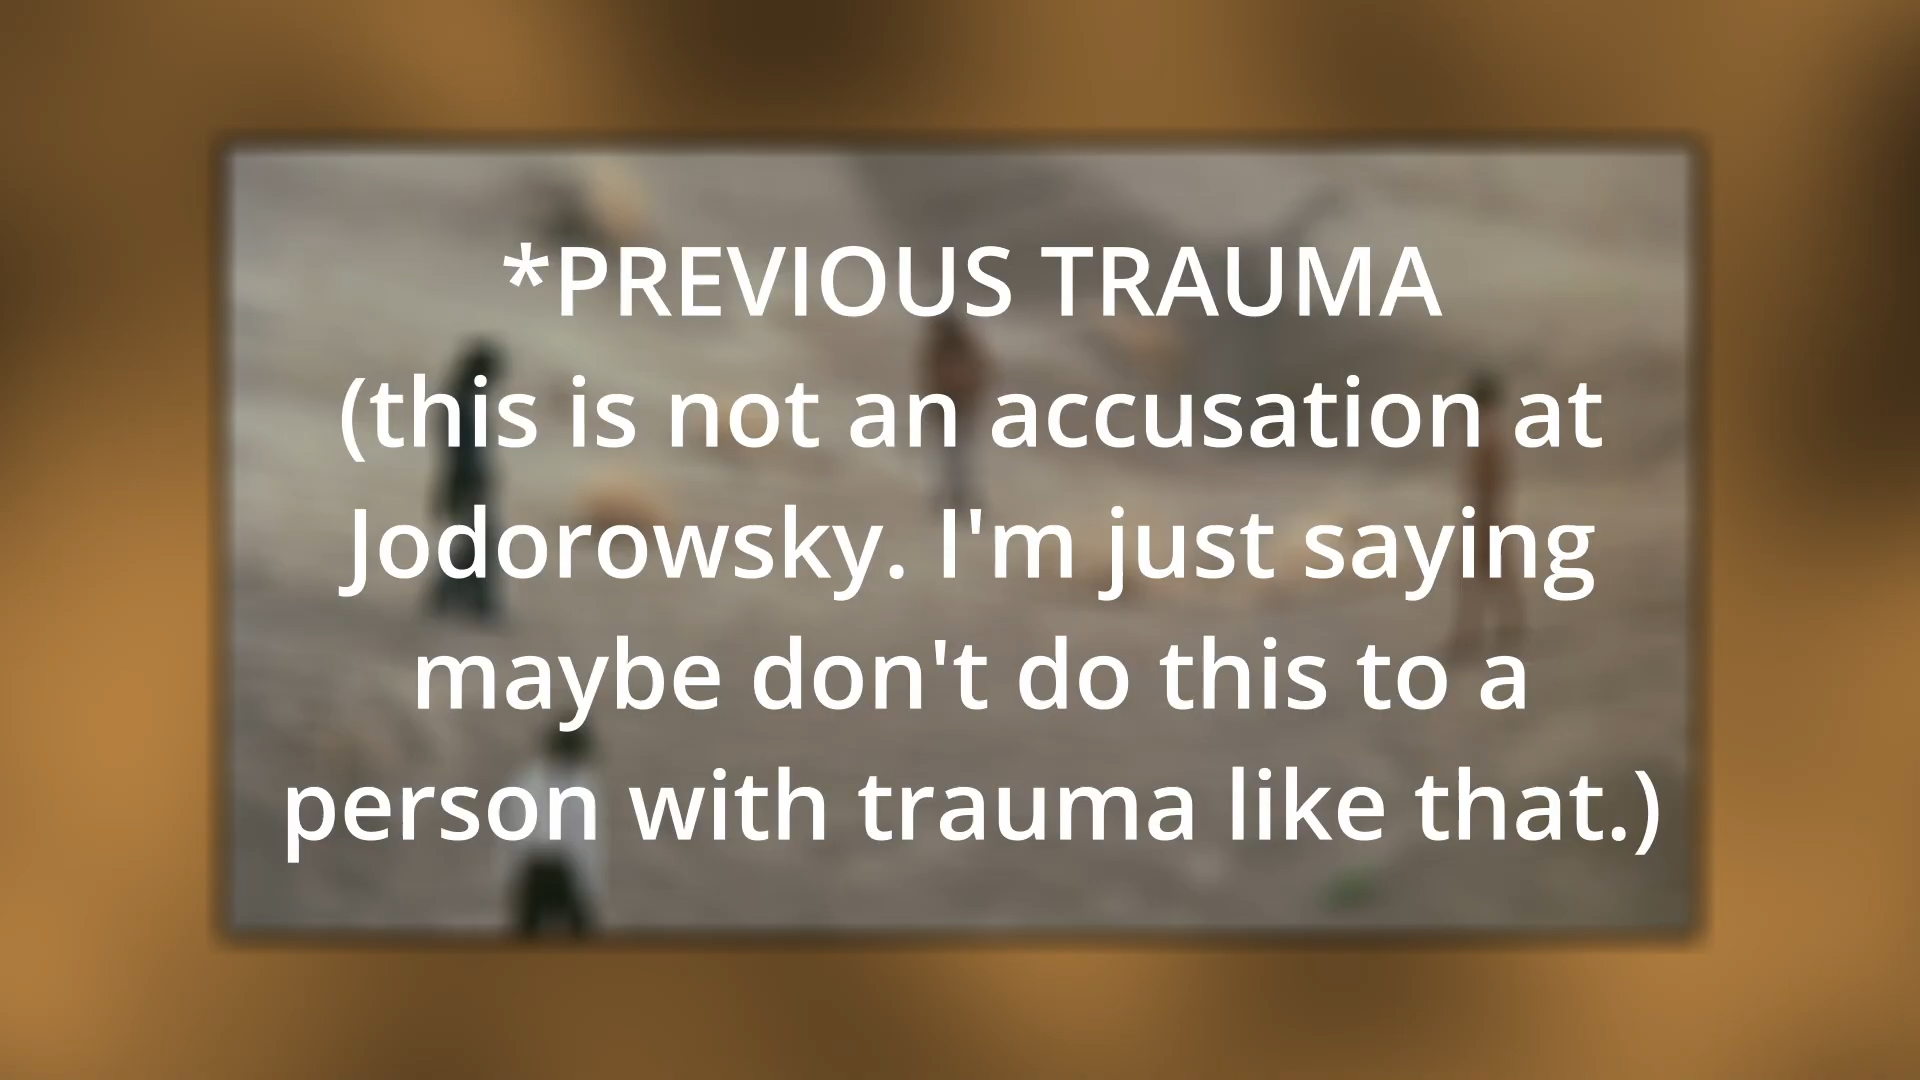 *PREVIOUS TRAUMA
(this is not an accusation at
Jodorowsky. I'm just saying
maybe don't do this to a
person with trauma like that.)